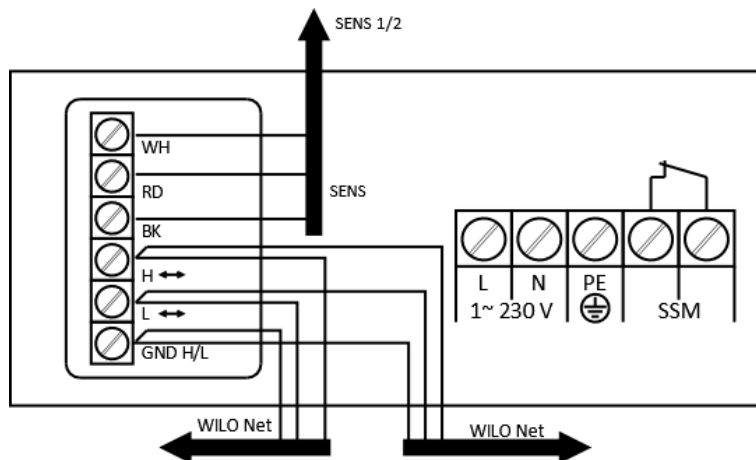 SENS 1/2
WH
RD
SENS
BK
H
L
GND H/L
L N PE
1~ 230 V SSM
WILO Net
WILO Net